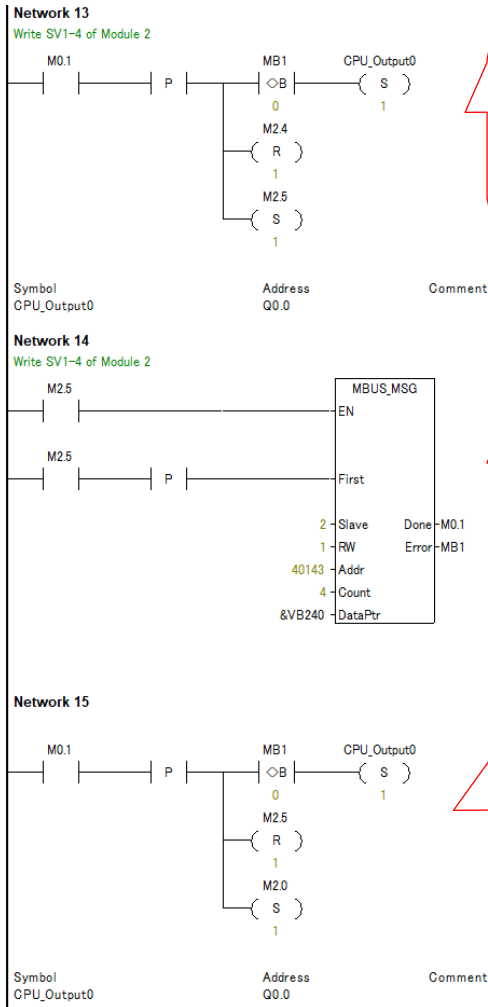 Network 13
Write SV1-4 of Module 2
M0.1 MB1 CPU_Output0
P <>B S
0 1
M2.4
R
1
M2.5
S
1
Symbol Address Comment
CPU_Output0 Q0.0
Network 14
Write SV1-4 of Module 2
M2.5 MBUS_MSG
EN
M2.5
P First
2 Slave Done M0.1
1 RW Error MB1
40143 Addr
4 Count
&VB240 DataPtr
Network 15
M0.1 MB1 CPU_Output0
P <>B S
0 1
M2.5
R
1
M2.0
S
1
Symbol Address Comment
CPU_Output0 Q0.0